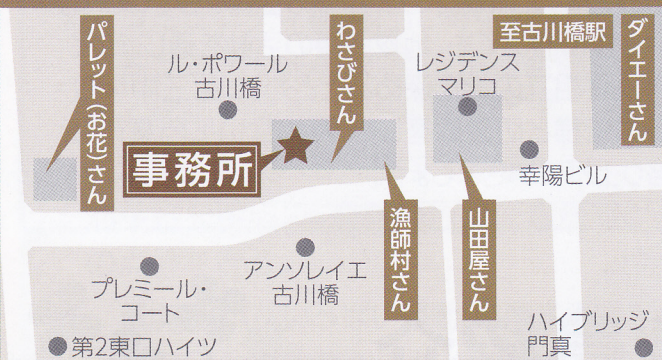 至古川橋駅
ダイエーさん
わさびさん
パレット(お花)さん
ル・ポワール
古川橋
レジデンス
マリコ
事務所
幸陽ビル
漁師村さん
山田屋さん
アンソレイエ
古川橋
プレミール・
コート
第2東口ハイツ
ハイブリッジ
門真